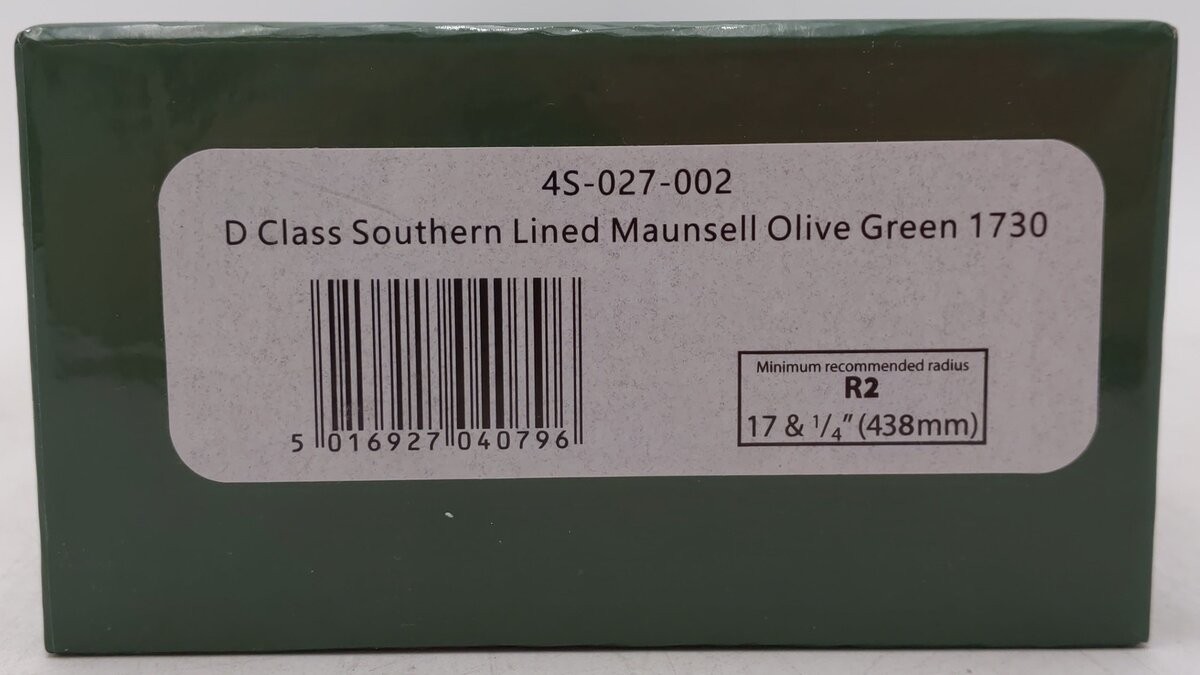 4S-027-002
D Class Southern Lined Maunsell Olive Green 1730
Minimum recommended radius
R2
17 & 1/4” (438mm)
5 016927 040796